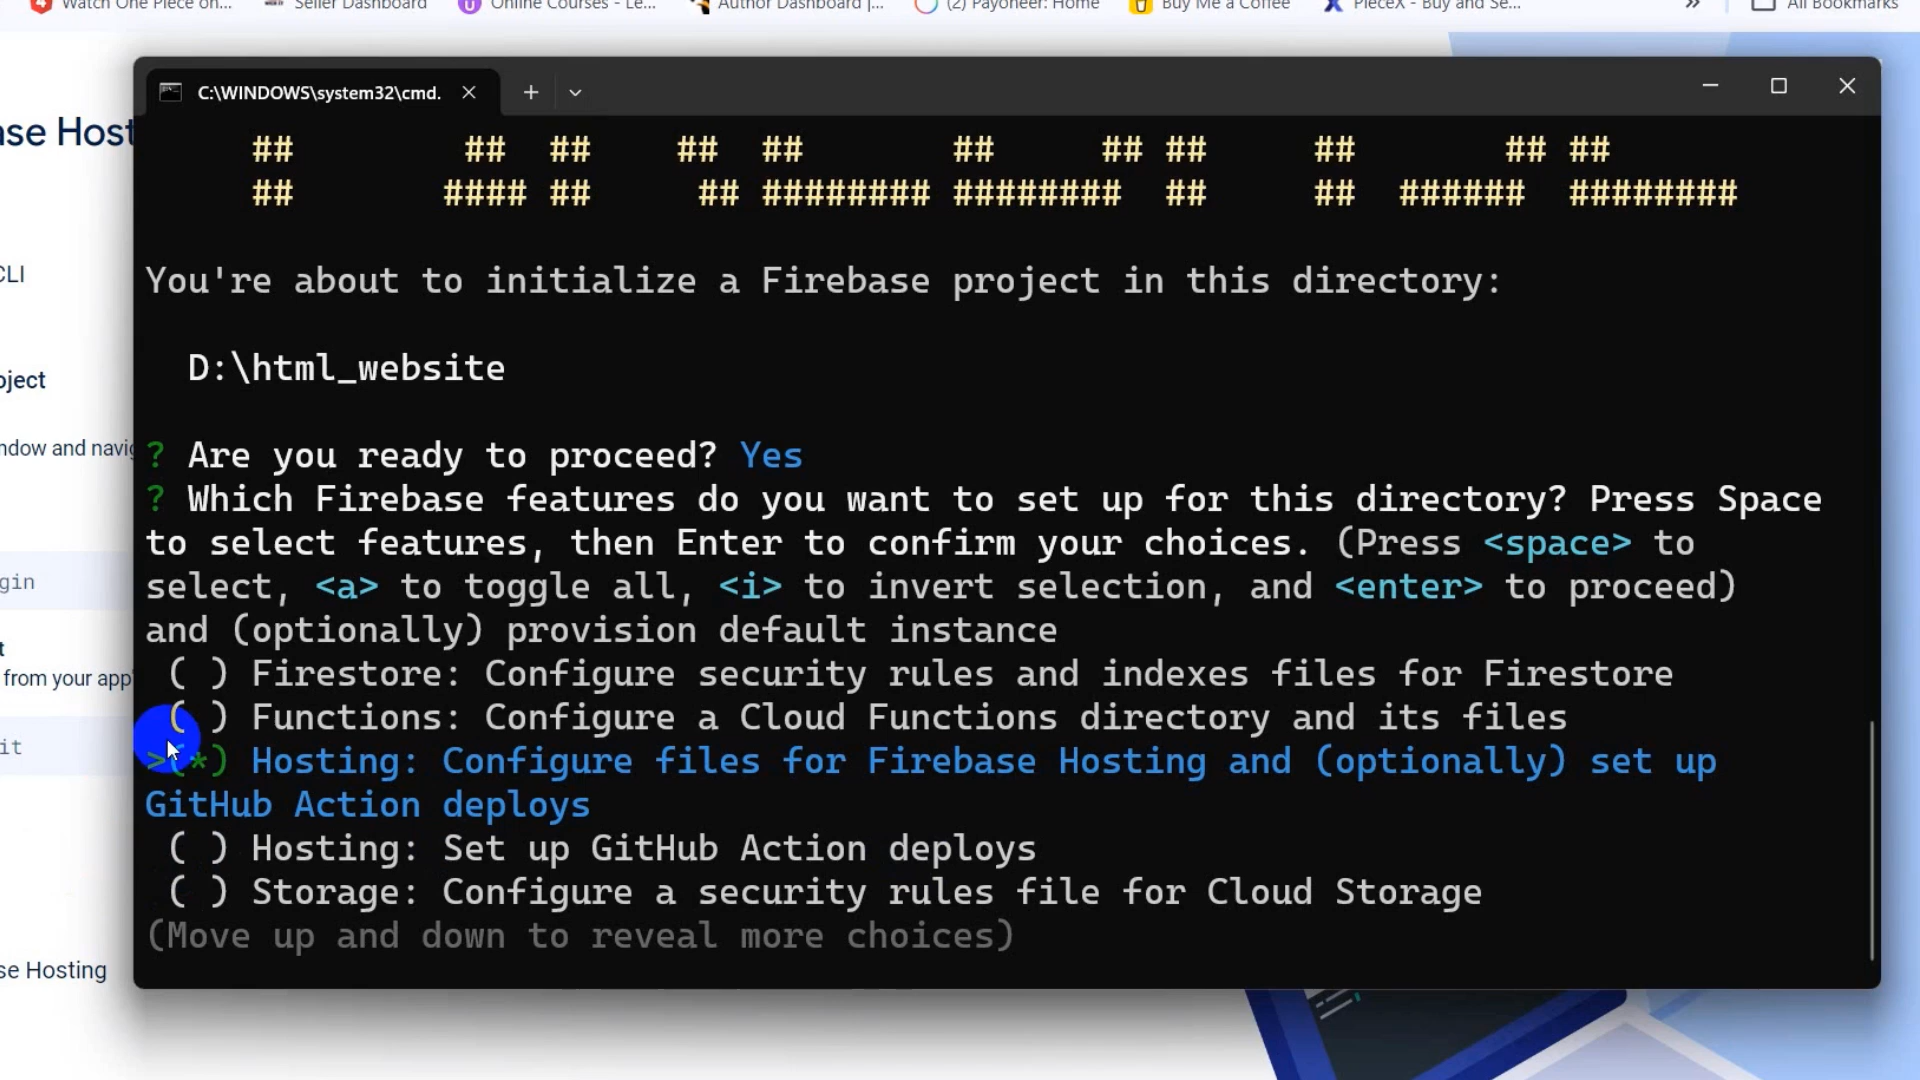 Watch One Piece on...
Seller Dashboard
Online Courses - Le...
Author Dashboard |...
(2) Payoneer: Home
Buy Me a Coffee
PieceX - Buy and Se...
»
All Bookmarks
C:\WINDOWS\system32\cmd.
ase Host
CLI
oject
ndow and navig
gin
t
from your app'
it
se Hosting
## ## ## ## ## ## ## ## ## ## ##
## #### ## ## ######## ######## ## ## ###### ########
You're about to initialize a Firebase project in this directory:
D:\html_website
? Are you ready to proceed? Yes
? Which Firebase features do you want to set up for this directory? Press Space
to select features, then Enter to confirm your choices. (Press <space> to
select, <a> to toggle all, <i> to invert selection, and <enter> to proceed)
and (optionally) provision default instance
( ) Firestore: Configure security rules and indexes files for Firestore
( ) Functions: Configure a Cloud Functions directory and its files
>(*) Hosting: Configure files for Firebase Hosting and (optionally) set up
GitHub Action deploys
( ) Hosting: Set up GitHub Action deploys
( ) Storage: Configure a security rules file for Cloud Storage
(Move up and down to reveal more choices)